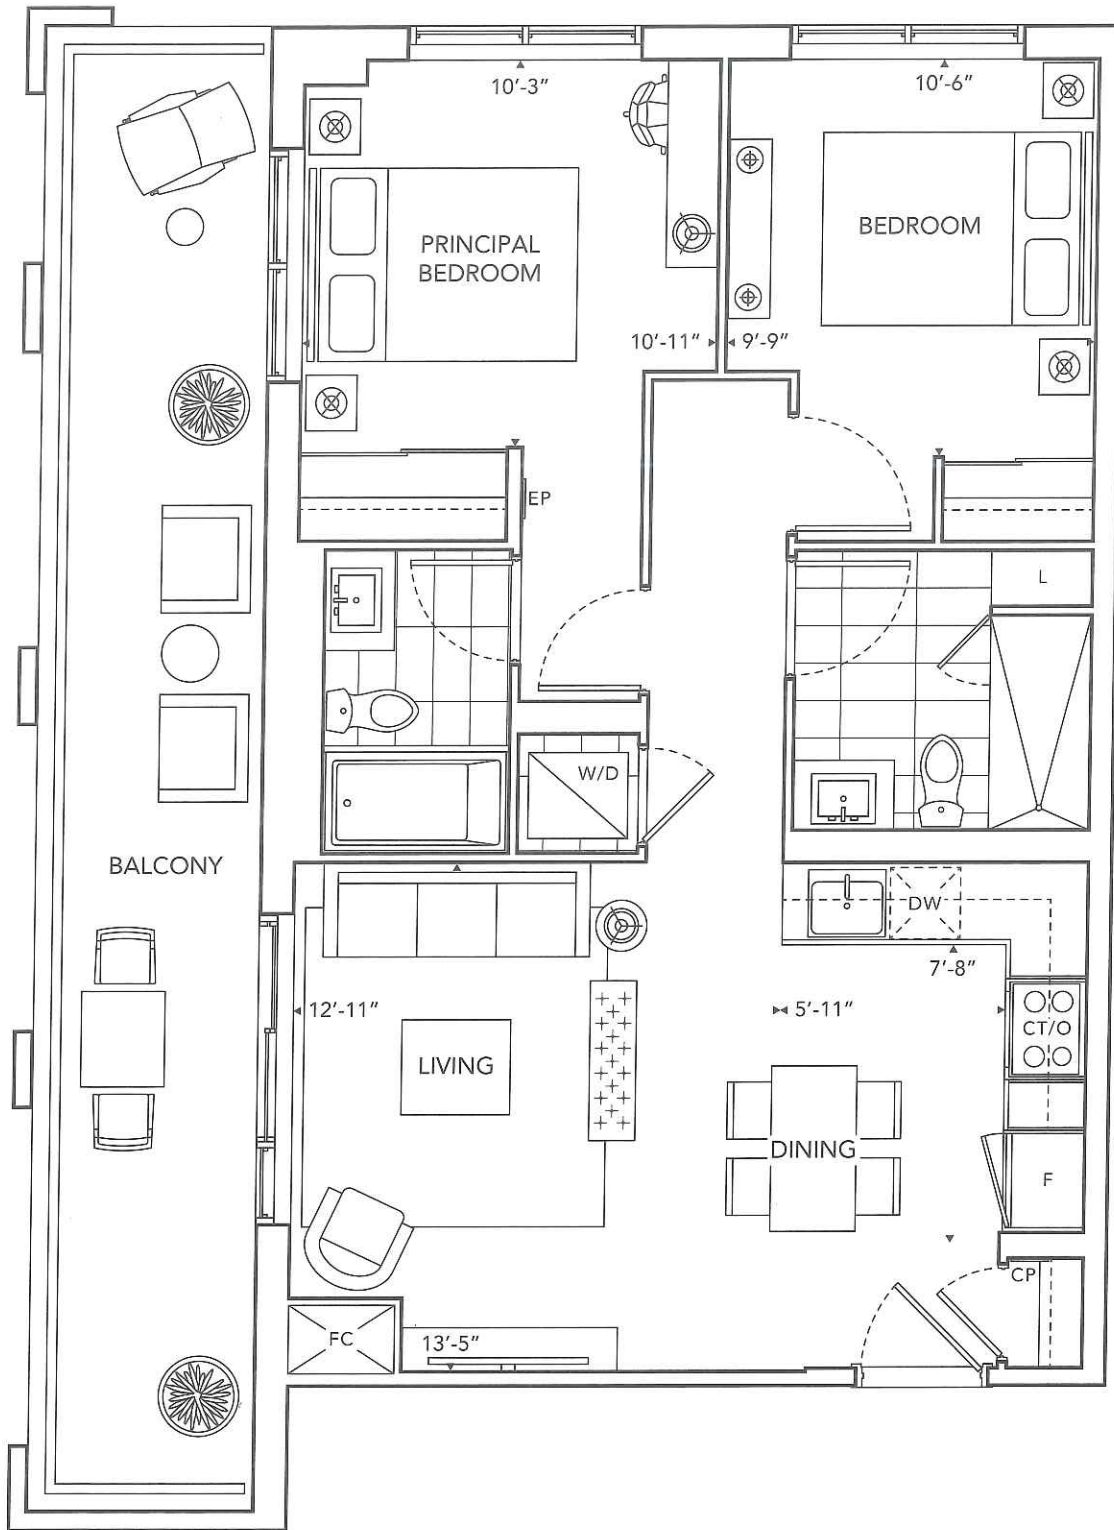 10'-3"
10'-6"
PRINCIPAL
BEDROOM
BEDROOM
10'-11"
9'-9"
EP
L
W/D
BALCONY
DW
7'-8"
12'-11"
5'-11"
CT/O
LIVING
DINING
F
CP
FC
13'-5"